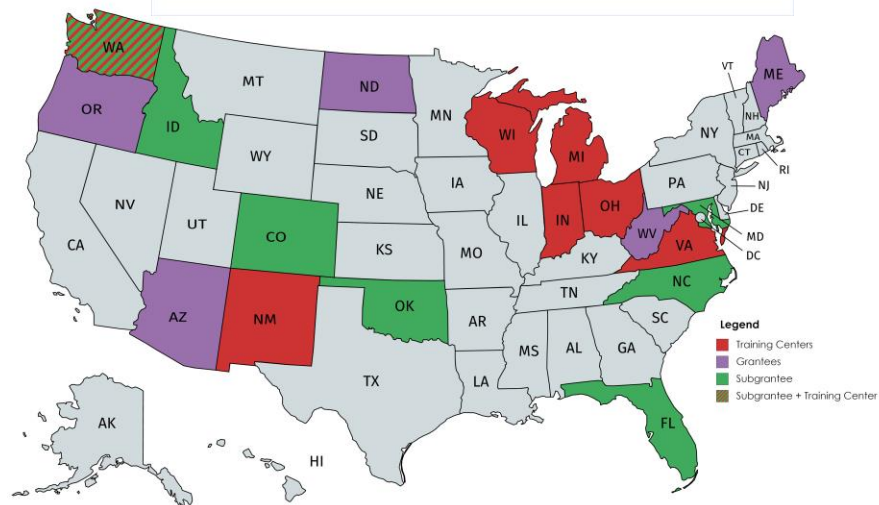 WA
MT
ND
MN
OR
ID
SD
WI
MI
WY
NE
IA
NV
UT
CO
KS
MO
IL
IN
OH
PA
NY
VT
NH
MA
CT
RI
NJ
DE
MD
DC
ME
WV
VA
KY
NC
TN
SC
CA
AZ
NM
OK
AR
TX
LA
MS
AL
GA
FL
AK
HI
Legend
Training Centers
Grantees
Subgrantee
Subgrantee + Training Center